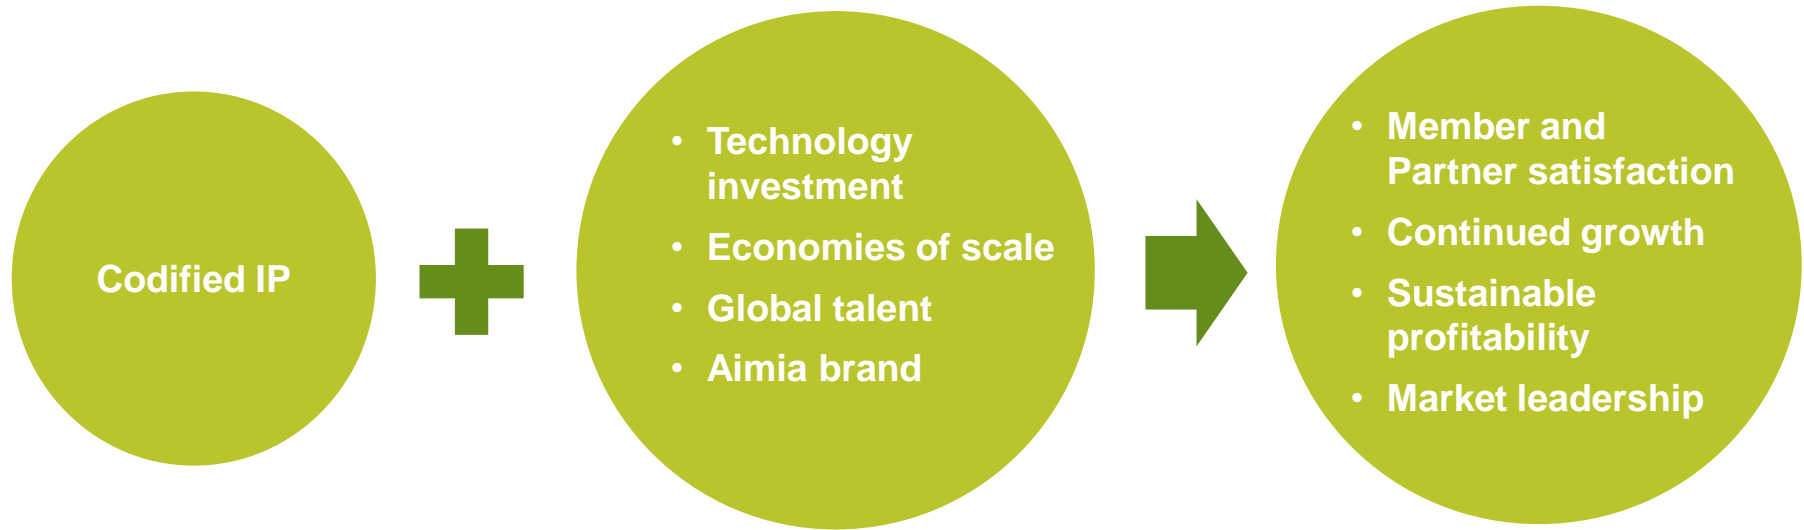 Codified IP
• Technology
investment
• Economies of scale
• Global talent
• Aimia brand
• Member and
Partner satisfaction
• Continued growth
• Sustainable
profitability
• Market leadership